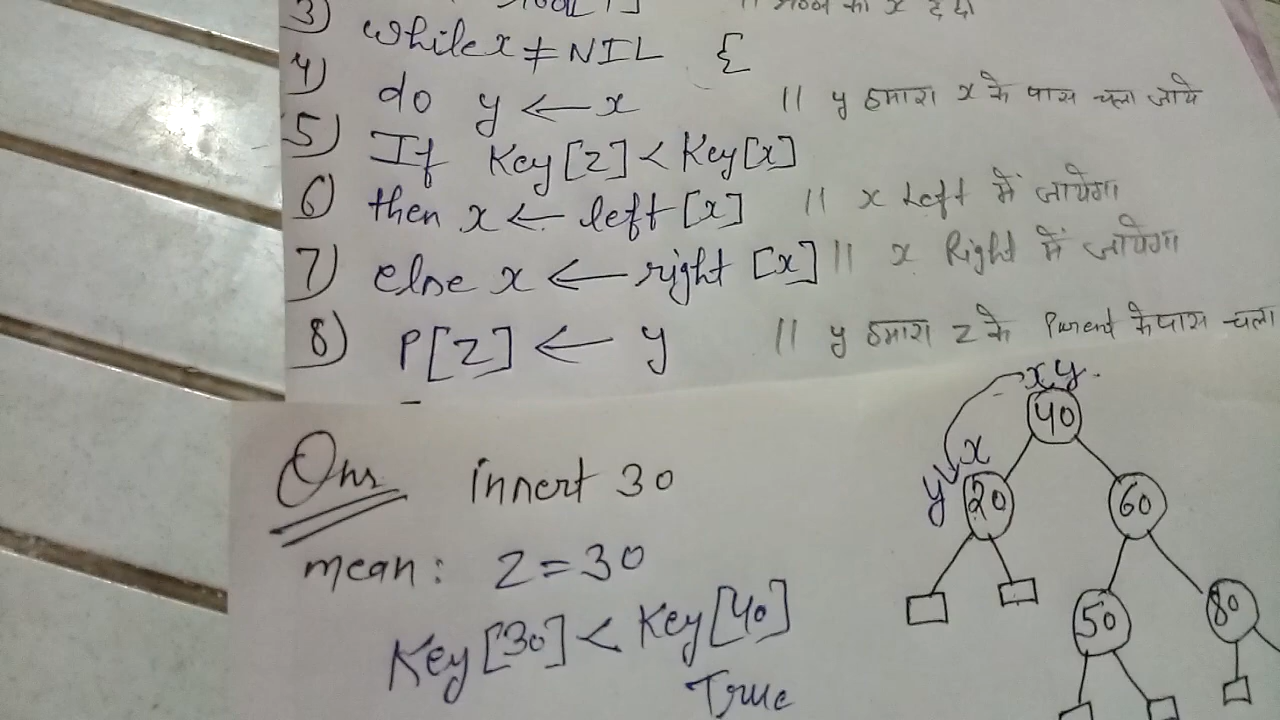 3) while x ≠ NIL {
4) do y ← x // y हमारा x के पास चला जाये
5) If Key[z] < Key[x]
6) then x ← left [x] // x Left में जायेगा
7) else x ← right [x] // x Right में जायेगा
8) P[z] ← y // y हमारा z के Parent के पास चला
x y.
40
Ons insert 30
x
y 20 60
mean: z = 30
50 80
Key [30] < Key [40]
True